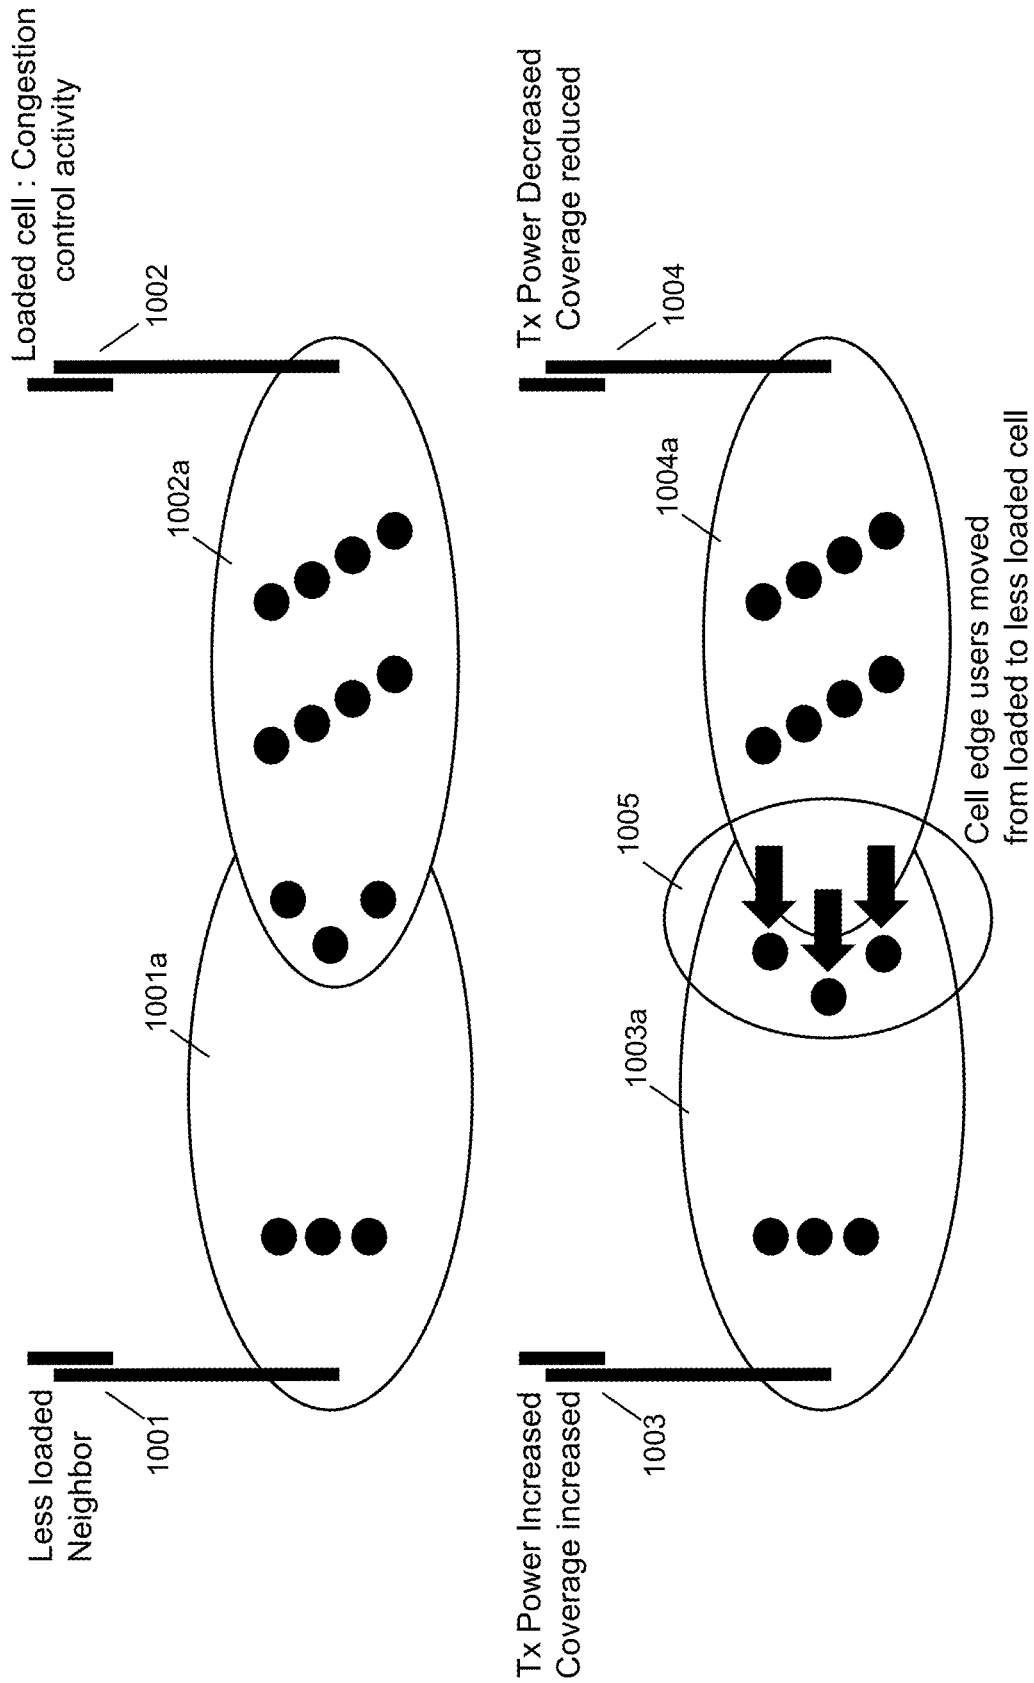 Less loaded
Neighbor
1001
1001a
1002a
1002
Loaded cell : Congestion
control activity
Tx Power Increased
Coverage increased
1003
1003a
1005
1004a
1004
Tx Power Decreased
Coverage reduced
Cell edge users moved
from loaded to less loaded cell